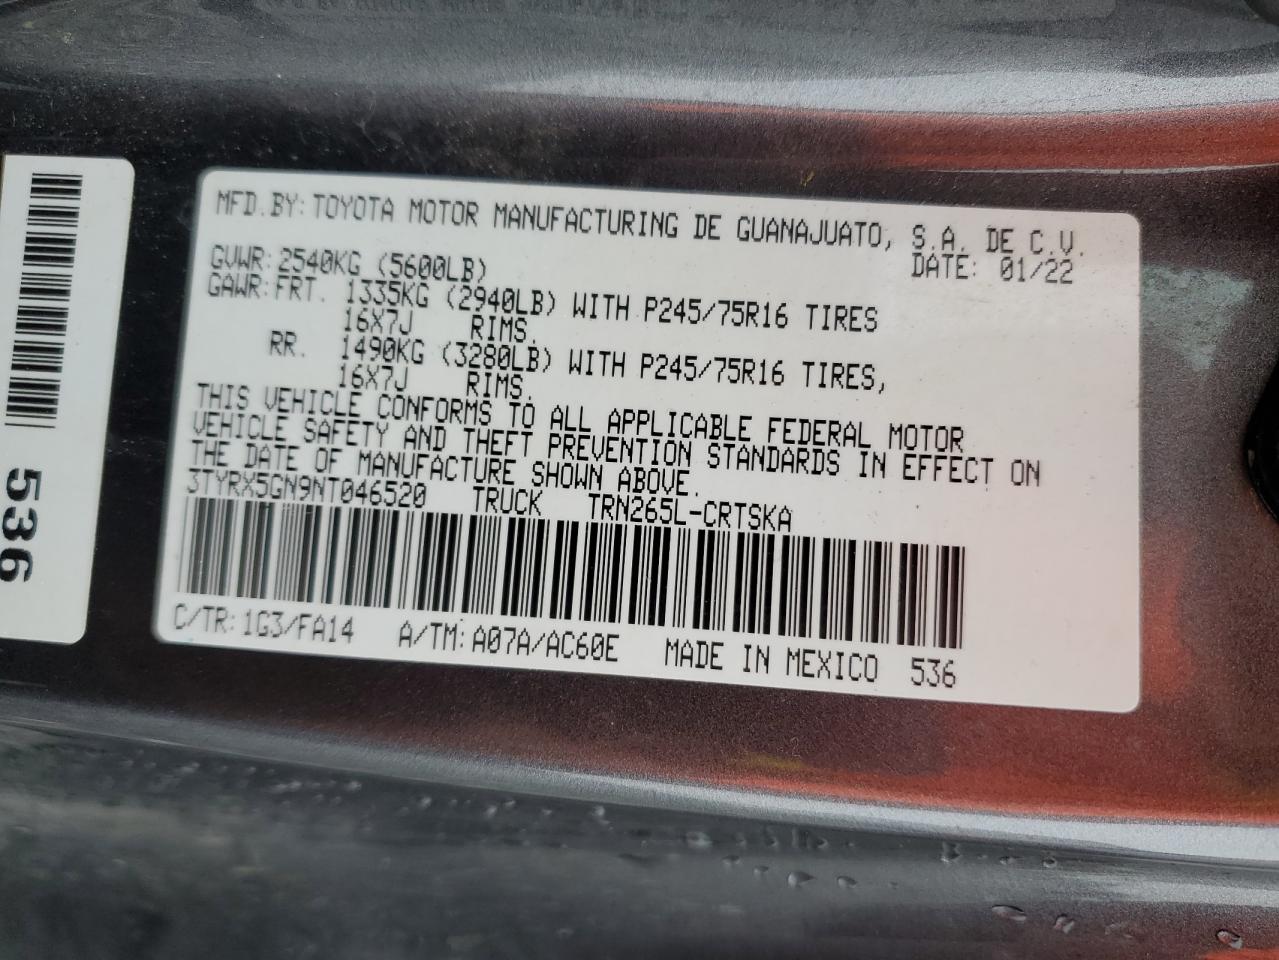 MFD. BY: TOYOTA MOTOR MANUFACTURING DE GUANAJUATO, S.A. DE C.V.
GVWR: 2540KG (5600LB) DATE: 01/22
GAWR: FRT. 1335KG (2940LB) WITH P245/75R16 TIRES
16X7J RIMS.
RR. 1490KG (3280LB) WITH P245/75R16 TIRES,
16X7J RIMS.
THIS VEHICLE CONFORMS TO ALL APPLICABLE FEDERAL MOTOR
VEHICLE SAFETY AND THEFT PREVENTION STANDARDS IN EFFECT ON
THE DATE OF MANUFACTURE SHOWN ABOVE.
3TYRX5GN9NT046520 TRUCK TRN265L-CRTSKA
C/TR: 1G3/FA14 A/TM: A07A/AC60E MADE IN MEXICO 536
536